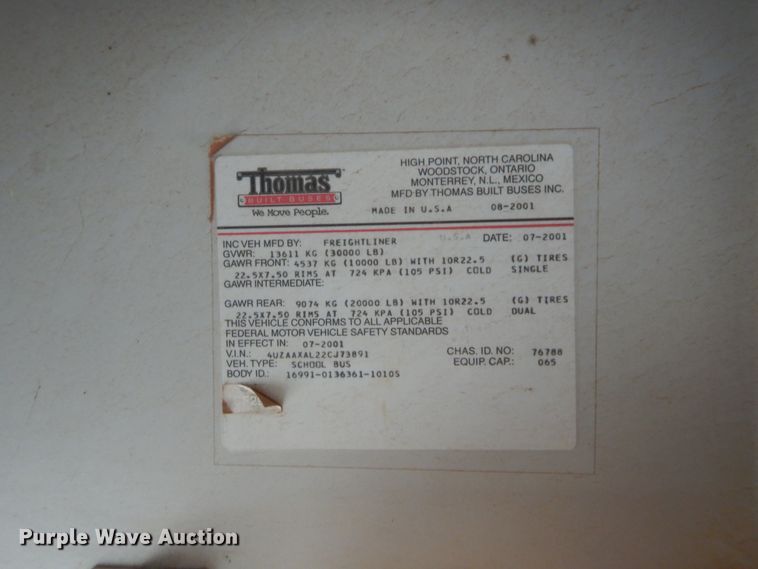 Thomas
BUILT BUSES
We Move People.
HIGH POINT, NORTH CAROLINA
WOODSTOCK, ONTARIO
MONTERREY, N.L., MEXICO
MFD BY THOMAS BUILT BUSES INC.
MADE IN U.S.A 08-2001
INC VEH MFD BY: FREIGHTLINER U.S.A DATE: 07-2001
GVWR: 13611 KG (30000 LB)
GAWR FRONT: 4537 KG (10000 LB) WITH 10R22.5 (G) TIRES
22.5X7.50 RIMS AT 724 KPA (105 PSI) COLD SINGLE
GAWR INTERMEDIATE:
GAWR REAR: 9074 KG (20000 LB) WITH 10R22.5 (G) TIRES
22.5X7.50 RIMS AT 724 KPA (105 PSI) COLD DUAL
THIS VEHICLE CONFORMS TO ALL APPLICABLE
FEDERAL MOTOR VEHICLE SAFETY STANDARDS
IN EFFECT IN: 07-2001
V.I.N.: 4UZAAXAL22CJ73891 CHAS. ID. NO: 76788
VEH. TYPE: SCHOOL BUS EQUIP. CAP.: 065
BODY ID.: 16991-0136361-1010S
Purple Wave Auction